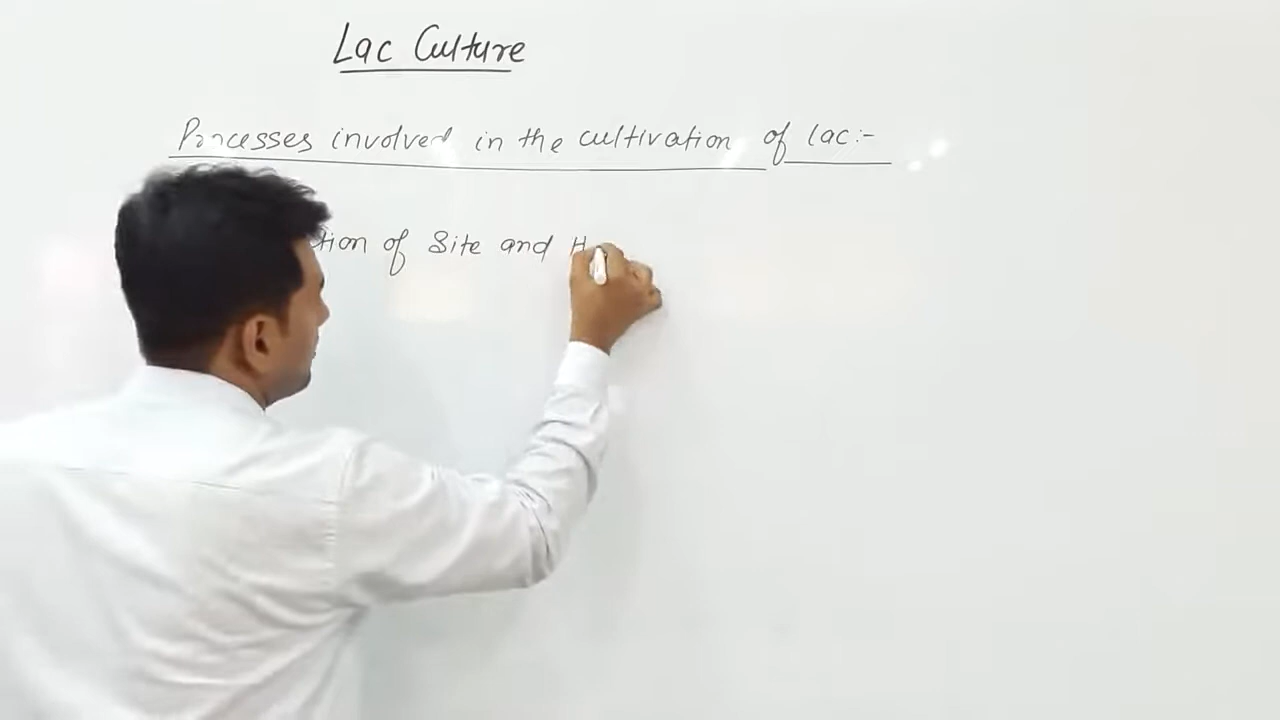 Lac Culture
Processes involved in the cultivation of lac:-
tion of Site and H